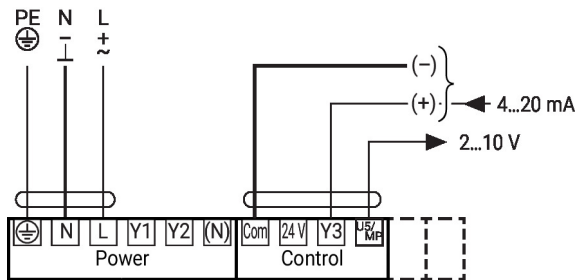 PE N L
– +
~
(–)
(+) 4...20 mA
2...10 V
N L Y1 Y2 (N) Com 24 V Y3 U5/MP
Power Control